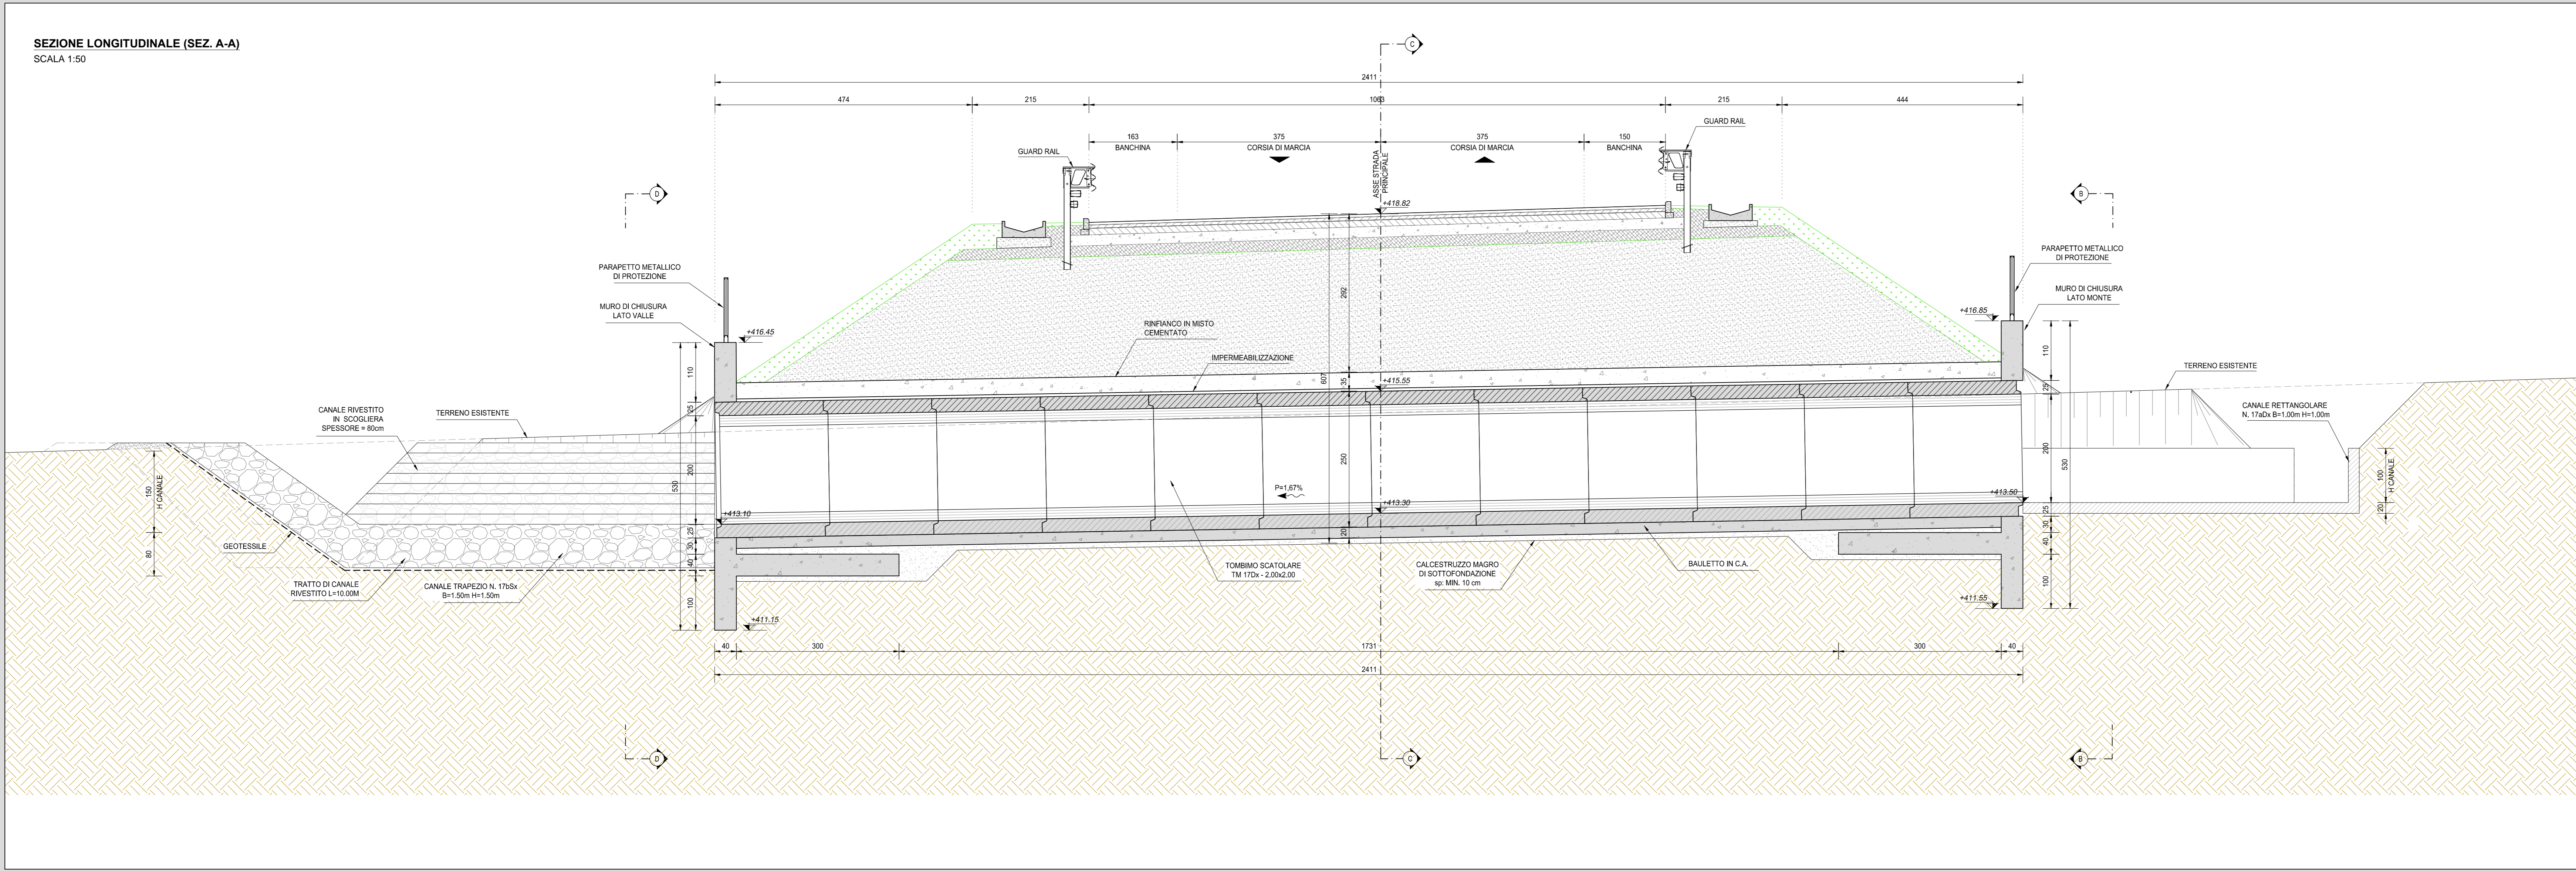 SEZIONE LONGITUDINALE (SEZ. A-A)
SCALA 1:50
C
2411
474
215
1063
215
444
GUARD RAIL
163
BANCHINA
375
CORSIA DI MARCIA
375
CORSIA DI MARCIA
150
BANCHINA
GUARD RAIL
ASSE STRADA
PRINCIPALE
D
B
+418.82
PARAPETTO METALLICO
DI PROTEZIONE
PARAPETTO METALLICO
DI PROTEZIONE
MURO DI CHIUSURA
LATO VALLE
MURO DI CHIUSURA
LATO MONTE
292
+416.85
+416.45
RINFIANCO IN MISTO
CEMENTATO
IMPERMEABILIZZAZIONE
110
110
TERRENO ESISTENTE
607
35
+415.55
25
25
CANALE RIVESTITO
IN SCOGLIERA
SPESSORE = 80cm
TERRENO ESISTENTE
CANALE RETTANGOLARE
N. 17aDx B=1.00m H=1.00m
200
250
200
530
530
150
H CANALE
100
H CANALE
P=1,67%
+413.50
+413.30
+413.10
20
25
30
40
100
20
25
30
40
100
80
GEOTESSILE
TRATTO DI CANALE
RIVESTITO L=10.00M
CANALE TRAPEZIO N. 17bSx
B=1.50m H=1.50m
TOMBIMO SCATOLARE
TM 17Dx - 2,00x2,00
CALCESTRUZZO MAGRO
DI SOTTOFONDAZIONE
sp. MIN. 10 cm
BAULETTO IN C.A.
+411.55
+411.15
40
300
1731
300
40
2411
D
C
B